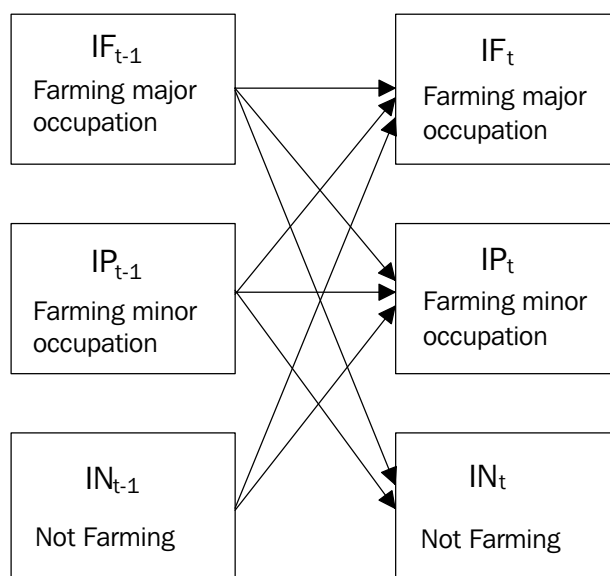 IFₜ₋₁
Farming major
occupation
IFₜ
Farming major
occupation
IPₜ₋₁
Farming minor
occupation
IPₜ
Farming minor
occupation
INₜ₋₁
Not Farming
INₜ
Not Farming